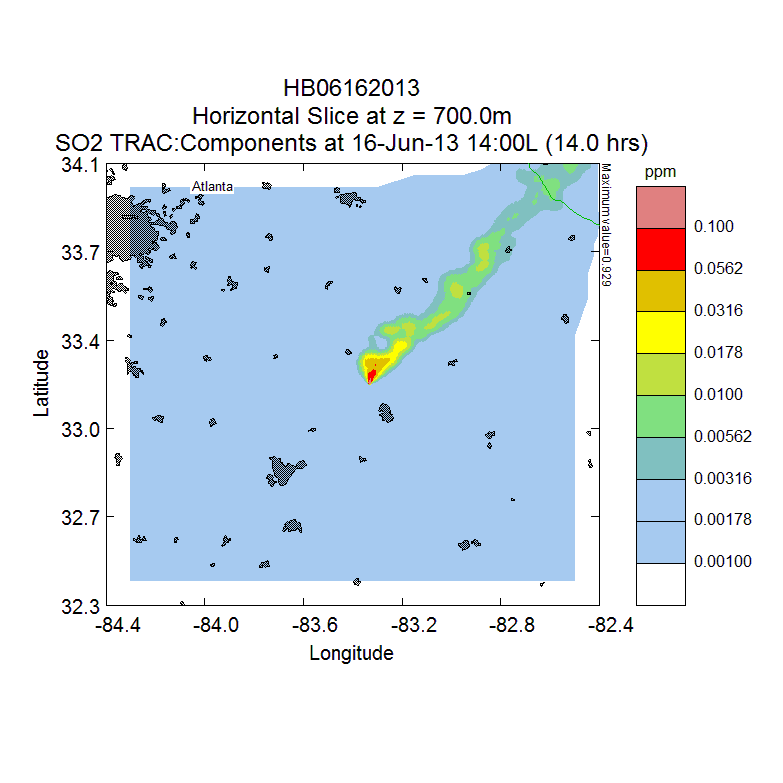 HB06162013
Horizontal Slice at z = 700.0m
SO2 TRAC:Components at 16-Jun-13 14:00L (14.0 hrs)
34.1
33.7
33.4
33.0
32.7
32.3
Latitude
Atlanta
-84.4
-84.0
-83.6
-83.2
-82.8
-82.4
Longitude
Maximum value=0.929
ppm
0.100
0.0562
0.0316
0.0178
0.0100
0.00562
0.00316
0.00178
0.00100